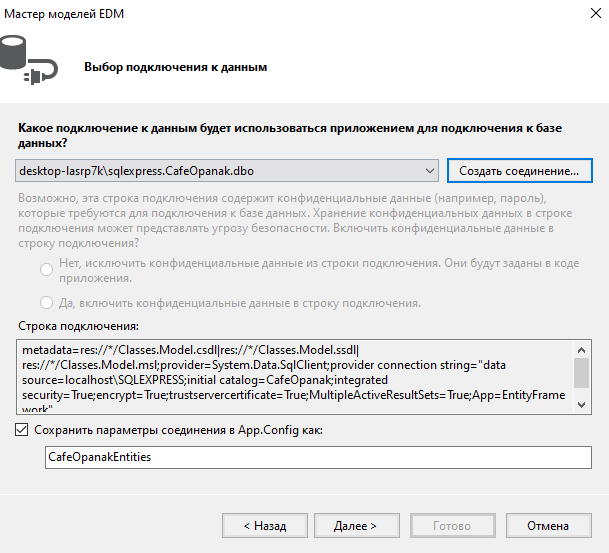 Мастер моделей EDM
Выбор подключения к данным
Какое подключение к данным будет использоваться приложением для подключения к базе
данных?
desktop-lasrp7k\sqlexpress.CafeOpanak.dbo
Создать соединение...
Возможно, эта строка подключения содержит конфиденциальные данные (например, пароль),
которые требуются для подключения к базе данных. Хранение конфиденциальных данных в строке
подключения может представлять угрозу безопасности. Включить конфиденциальные данные в
строку подключения?
Нет, исключить конфиденциальные данные из строки подключения. Они будут заданы в коде
приложения.
Да, включить конфиденциальные данные в строку подключения.
Строка подключения:
metadata=res://*/Classes.Model.csdl|res://*/Classes.Model.ssdl|
res://*/Classes.Model.msl;provider=System.Data.SqlClient;provider connection string="data
source=localhost\SQLEXPRESS;initial catalog=CafeOpanak;integrated
security=True;encrypt=True;trustservercertificate=True;MultipleActiveResultSets=True;App=EntityFrame
work"
Сохранить параметры соединения в App.Config как:
CafeOpanakEntities
< Назад
Далее >
Готово
Отмена